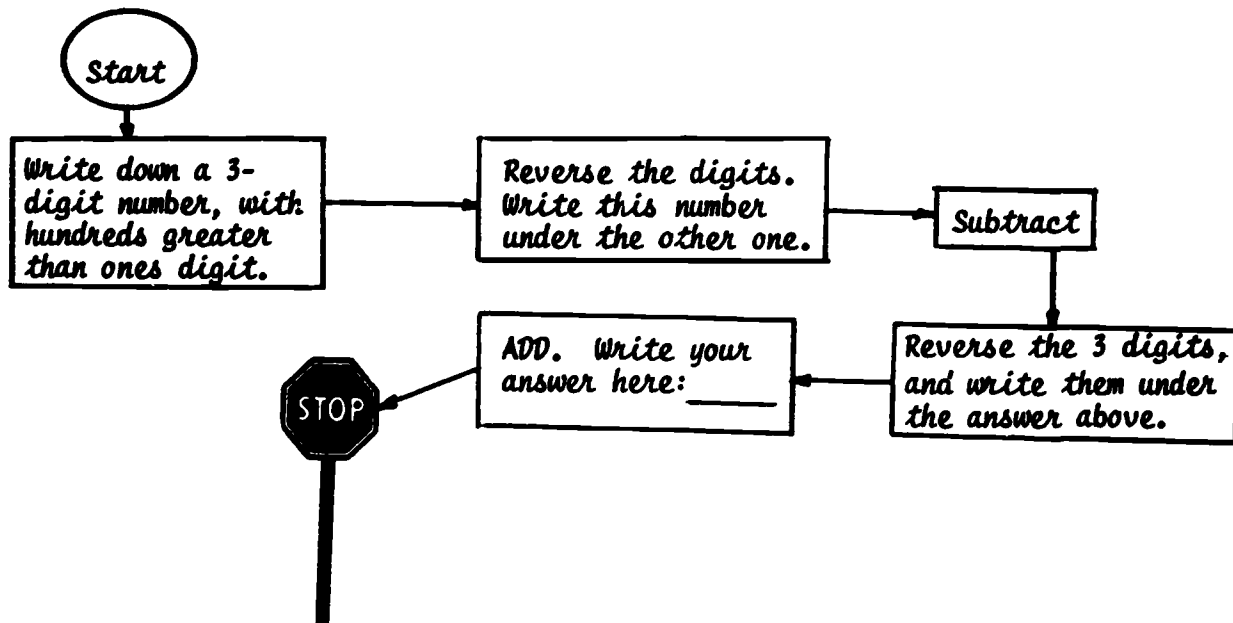 Start
Write down a 3-
digit number, with
hundreds greater
than ones digit.
Reverse the digits.
Write this number
under the other one.
Subtract
Reverse the 3 digits,
and write them under
the answer above.
ADD. Write your
answer here:______
STOP